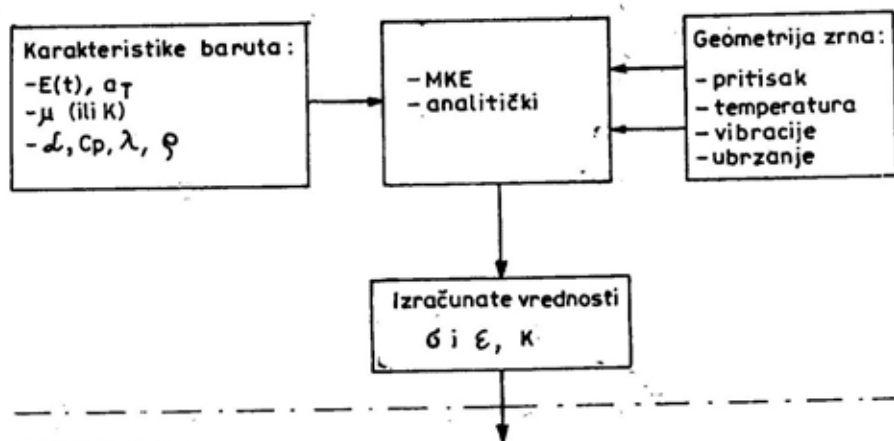 Karakteristike baruta:
-E(t), a_T
-μ (ili K)
-α, Cp, λ, ρ
-MKE
-analitički
Geometrija zrna:
-pritisak
-temperatura
-vibracije
-ubrzanje
Izračunate vrednosti
σ i ε, K